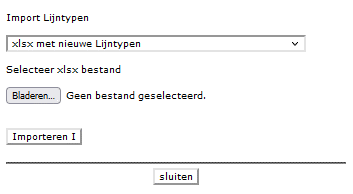 Import Lijntypen
xlsx met nieuwe Lijntypen
Selecteer xlsx bestand
Bladeren... Geen bestand geselecteerd.
Importeren I
sluiten